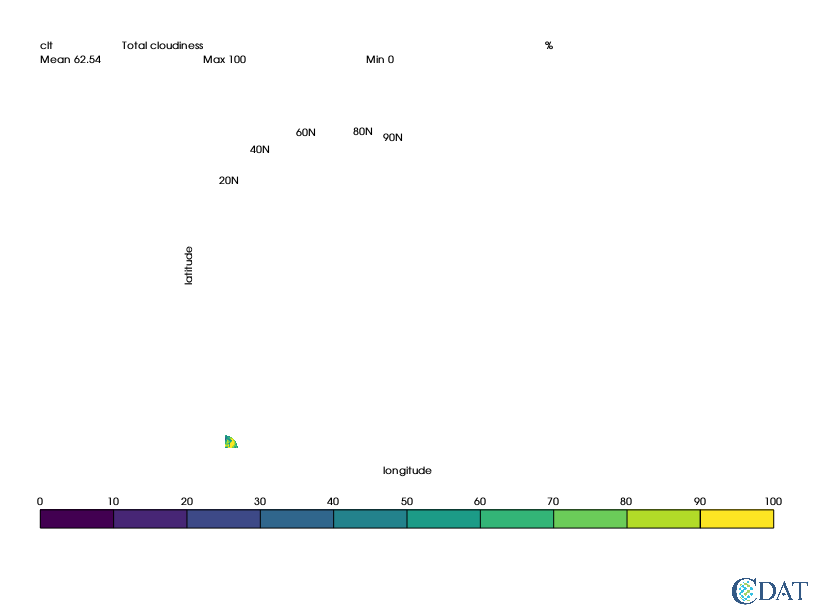 clt Total cloudiness %
Mean 62.54 Max 100 Min 0
60N 80N 90N
40N
20N
latitude
longitude
0 10 20 30 40 50 60 70 80 90 100
CDAT